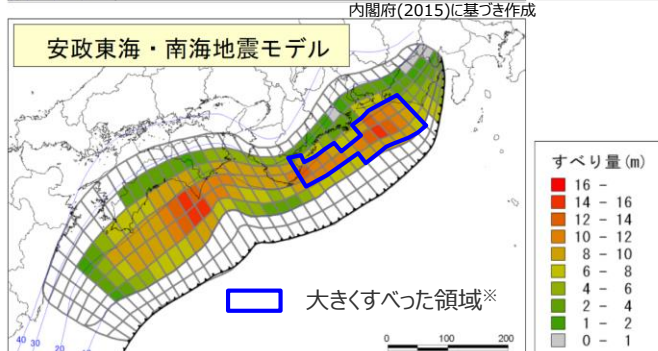 内閣府(2015)に基づき作成
安政東海・南海地震モデル
すべり量(m)
16 -
14 - 16
12 - 14
10 - 12
8 - 10
6 - 8
4 - 6
2 - 4
1 - 2
0 - 1
大きくすべった領域※
40 30 20
0 100 200